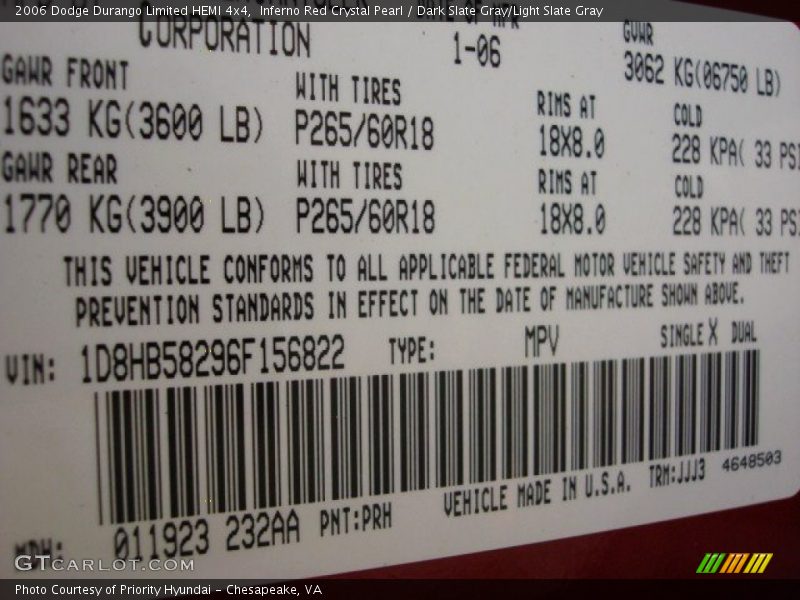 2006 Dodge Durango Limited HEMI 4x4,  Inferno Red Crystal Pearl / Dark Slate Gray/Light Slate Gray
DATE OF MFR
CORPORATION 1-06 GVWR
3062 KG(06750 LB)
GAWR FRONT WITH TIRES RIMS AT COLD
1633 KG(3600 LB) P265/60R18 18X8.0 228 KPA( 33 PSI
GAWR REAR WITH TIRES RIMS AT COLD
1770 KG(3900 LB) P265/60R18 18X8.0 228 KPA( 33 PSI
THIS VEHICLE CONFORMS TO ALL APPLICABLE FEDERAL MOTOR VEHICLE SAFETY AND THEFT
PREVENTION STANDARDS IN EFFECT ON THE DATE OF MANUFACTURE SHOWN ABOVE.
VIN: 1D8HB58296F156822 TYPE: MPV SINGLE X DUAL
MDH: 011923 232AA PNT:PRH VEHICLE MADE IN U.S.A. TRM:JJJ3 4648503
GTCARLOT.COM
Photo Courtesy of Priority Hyundai - Chesapeake, VA